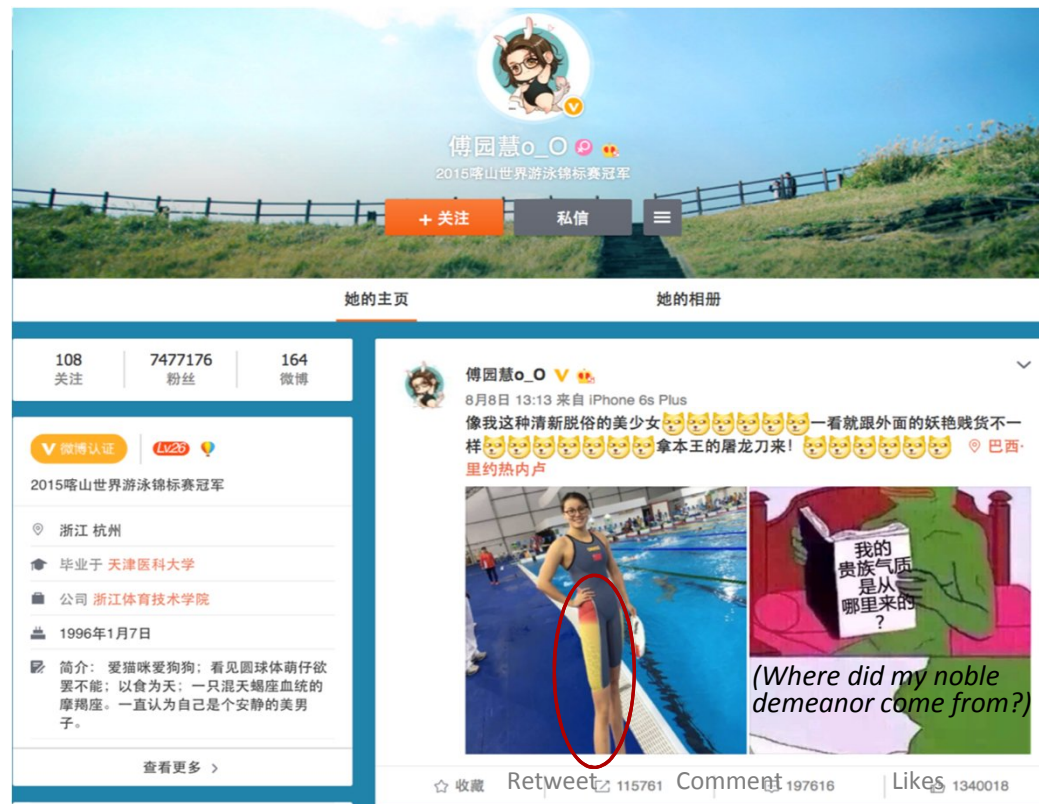 傅园慧o_O
2015喀山世界游泳锦标赛冠军
+ 关注
私信
她的主页
她的相册
108
关注
7477176
粉丝
164
微博
V 微博认证
Lv26
2015喀山世界游泳锦标赛冠军
浙江 杭州
毕业于 天津医科大学
公司 浙江体育技术学院
1996年1月7日
简介： 爱猫咪爱狗狗；看见圆球体萌仔欲
罢不能；以食为天；一只混天蝎座血统的
摩羯座。一直认为自己是个安静的美男
子。
查看更多 >
傅园慧o_O V
8月8日 13:13 来自 iPhone 6s Plus
像我这种清新脱俗的美少女一看就跟外面的妖艳贱货不一
样拿本王的屠龙刀来！ 巴西·
里约热内卢
我的
贵族气质
是从
哪里来的
？
(Where did my noble
demeanor come from?)
收藏
Retweet 115761
Comment 197616
Likes 1340018